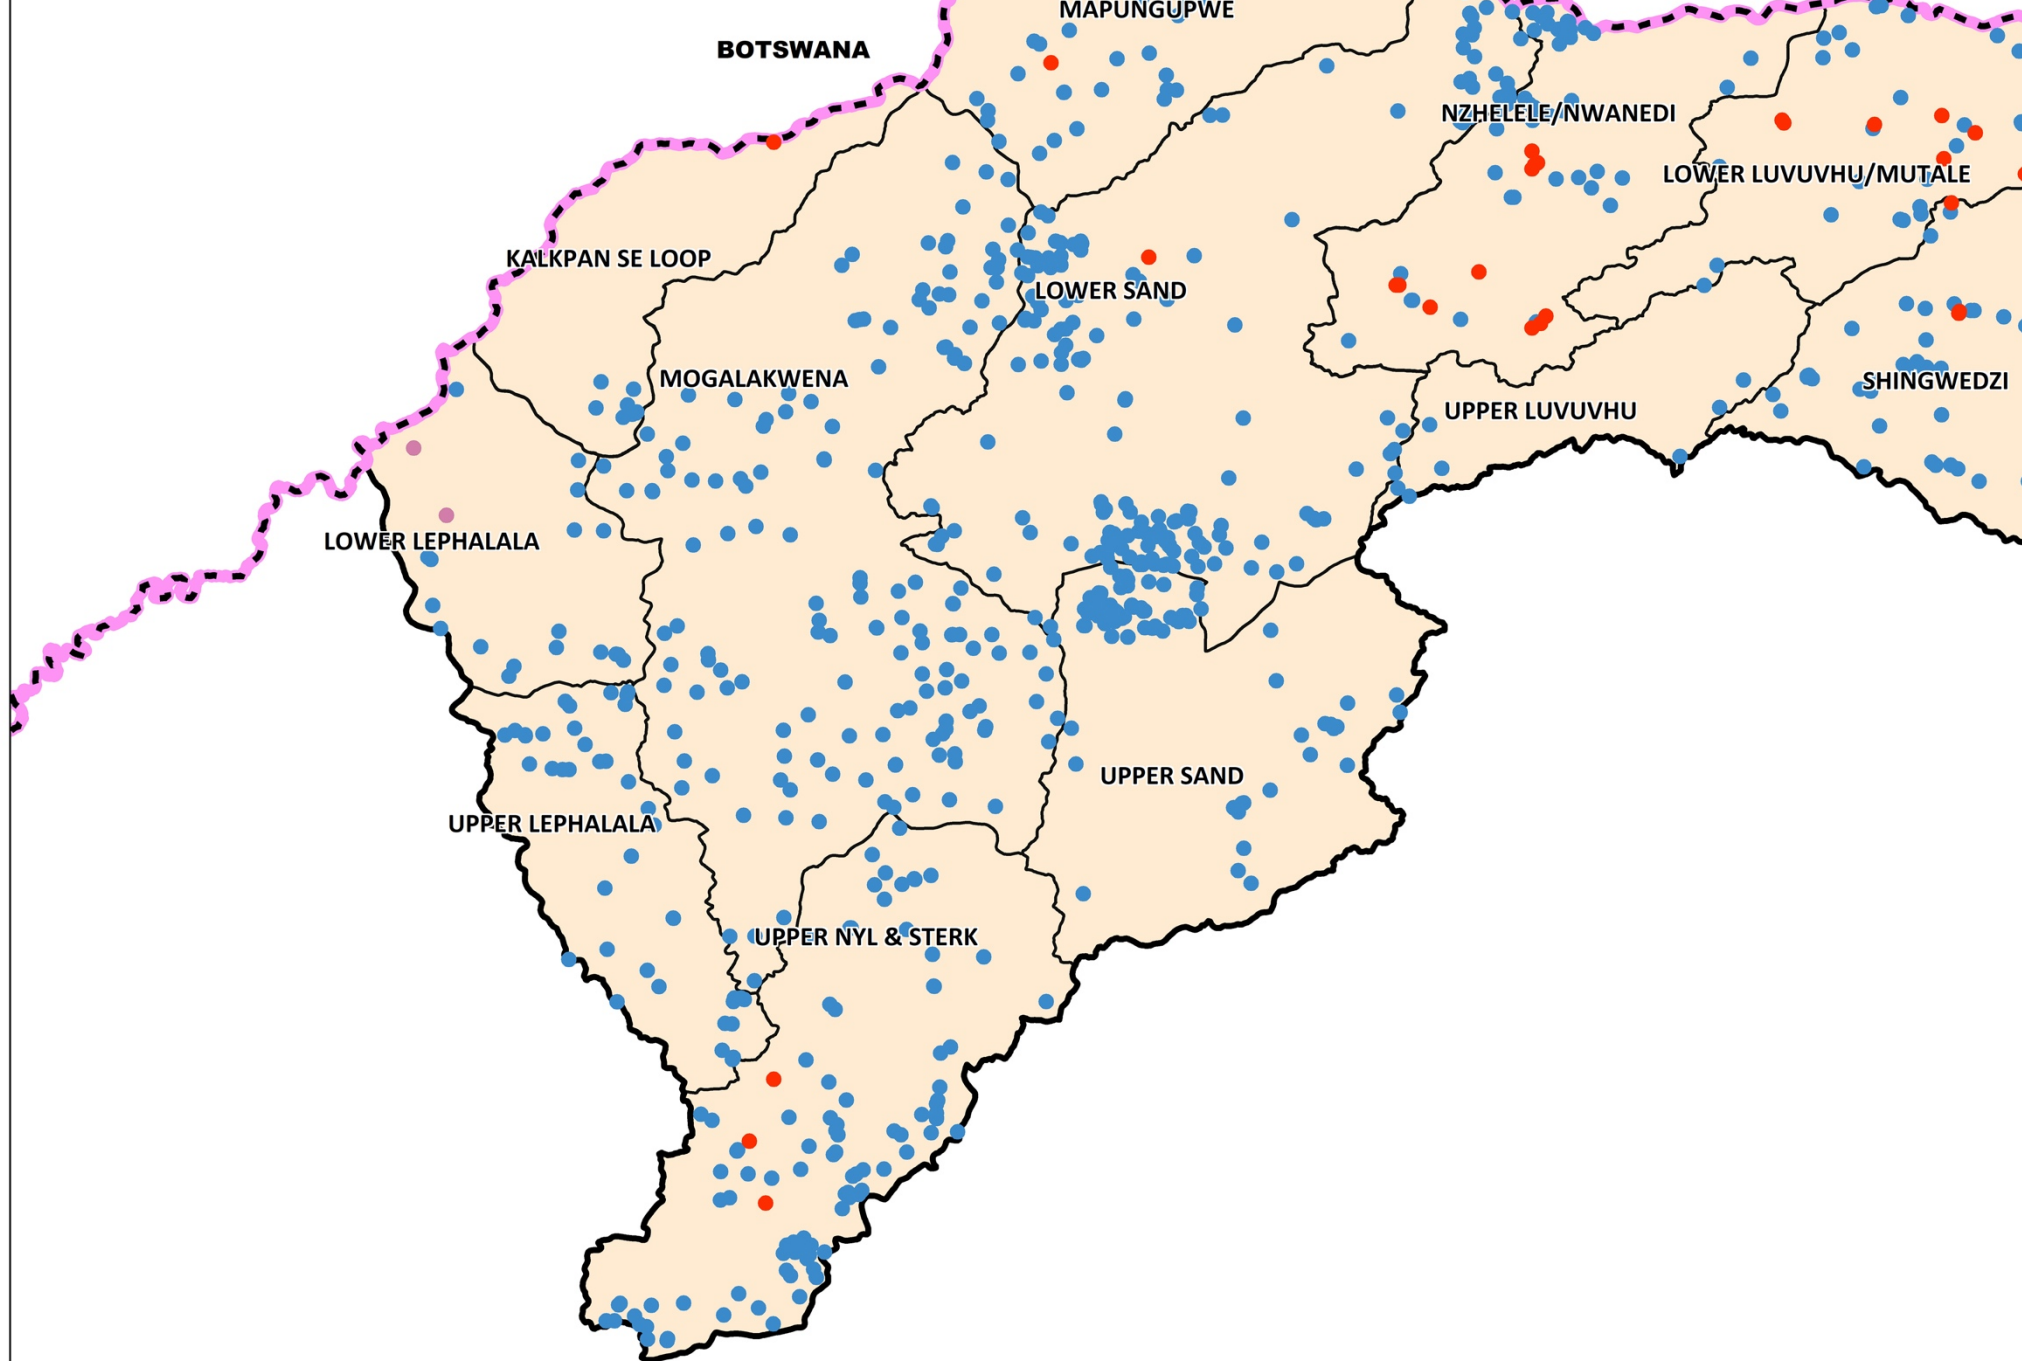 MAPUNGUPWE
BOTSWANA
NZHELELE/NWANEDI
LOWER LUVUVHU/MUTALE
KALKPAN SE LOOP
LOWER SAND
MOGALAKWENA
SHINGWEDZI
UPPER LUVUVHU
LOWER LEPHALALA
UPPER SAND
UPPER LEPHALALA
UPPER NYL & STERK